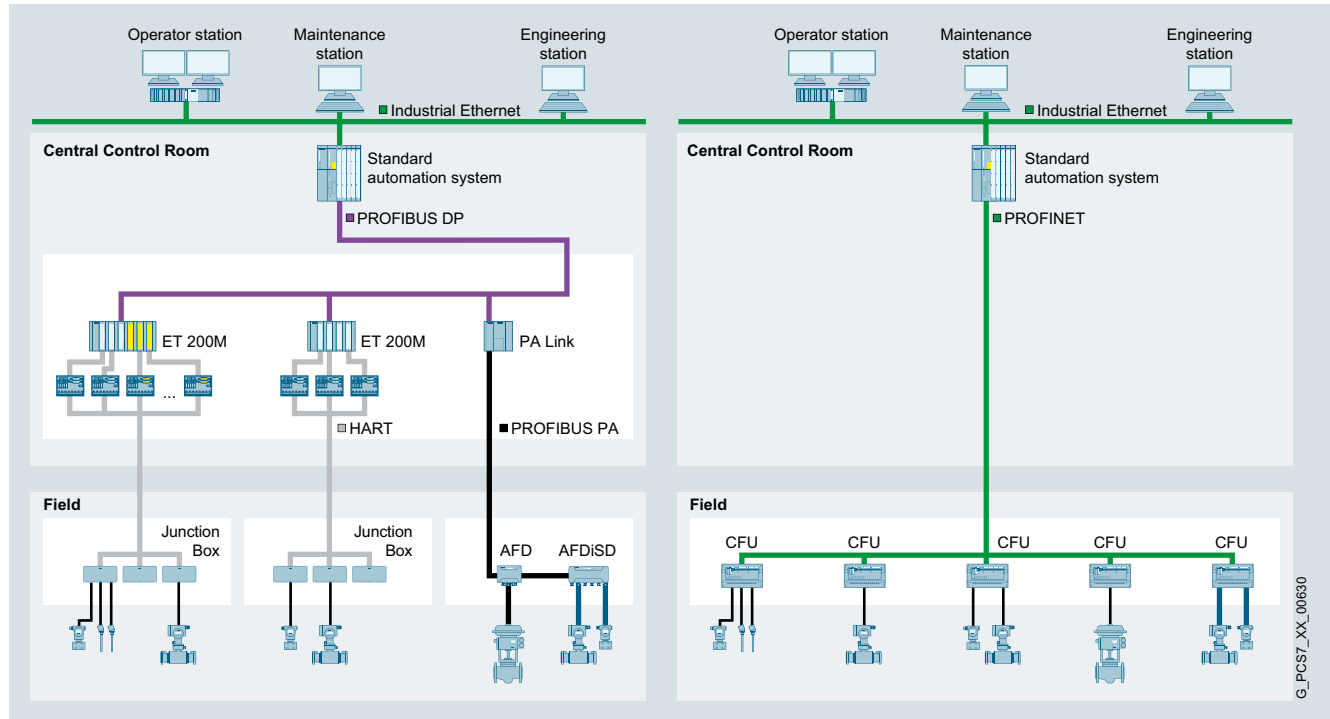 Operator station
Maintenance
station
Engineering
station
Industrial Ethernet
Central Control Room
Standard
automation system
PROFIBUS DP
ET 200M
ET 200M
PA Link
...
HART
PROFIBUS PA
Field
Junction
Box
Junction
Box
AFD
AFDiSD
Operator station
Maintenance
station
Engineering
station
Industrial Ethernet
Central Control Room
Standard
automation system
PROFINET
Field
CFU
CFU
CFU
CFU
CFU
G_PCS7_XX_00630